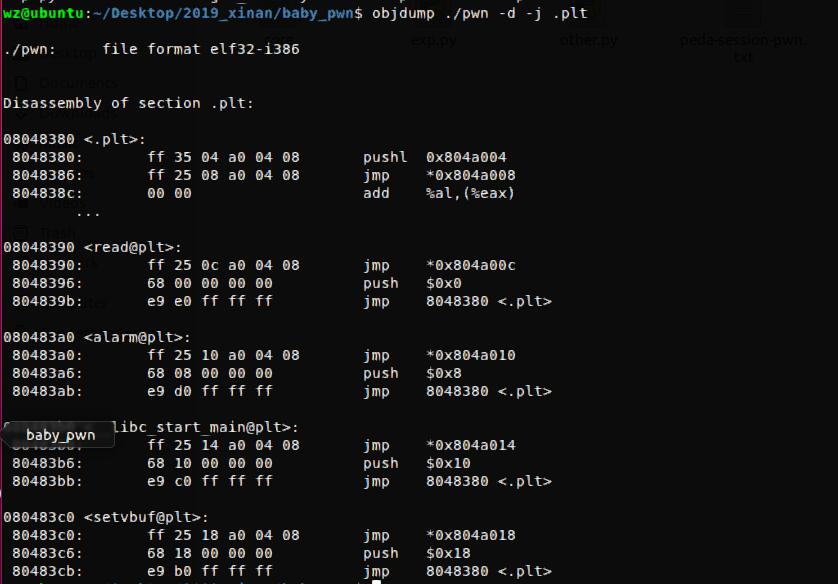 wz@ubuntu:~/Desktop/2019_xinan/baby_pwn$ objdump ./pwn -d -j .plt
core exp.py other.py peda-session-pwn.
txt
./pwn:     file format elf32-i386
Desktop
Documents
Downloads
Disassembly of section .plt:
08048380 <.plt>:
 8048380:       ff 35 04 a0 04 08       pushl  0x804a004
 8048386:       ff 25 08 a0 04 08       jmp    *0x804a008
 804838c:       00 00                   add    %al,(%eax)
        ...
Trash
08048390 <read@plt>:
 8048390:       ff 25 0c a0 04 08       jmp    *0x804a00c
 8048396:       68 00 00 00 00          push   $0x0
 804839b:       e9 e0 ff ff ff          jmp    8048380 <.plt>
080483a0 <alarm@plt>:
 80483a0:       ff 25 10 a0 04 08       jmp    *0x804a010
 80483a6:       68 08 00 00 00          push   $0x8
 80483ab:       e9 d0 ff ff ff          jmp    8048380 <.plt>
libc_start_main@plt>:
baby_pwn
ff 25 14 a0 04 08       jmp    *0x804a014
 80483b6:       68 10 00 00 00          push   $0x10
 80483bb:       e9 c0 ff ff ff          jmp    8048380 <.plt>
080483c0 <setvbuf@plt>:
 80483c0:       ff 25 18 a0 04 08       jmp    *0x804a018
 80483c6:       68 18 00 00 00          push   $0x18
 80483cb:       e9 b0 ff ff ff          jmp    8048380 <.plt>